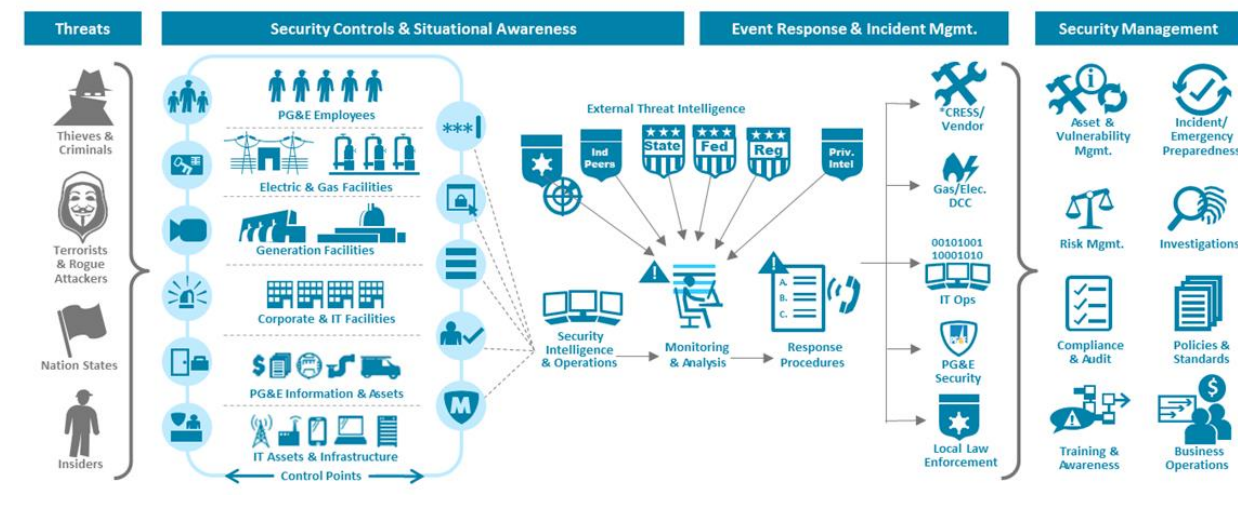 Threats
Security Controls & Situational Awareness
Event Response & Incident Mgmt.
Security Management
Thieves &
Criminals
Terrorists
& Rogue
Attackers
Nation States
Insiders
PG&E Employees
Electric & Gas Facilities
Generation Facilities
Corporate & IT Facilities
PG&E Information & Assets
IT Assets & Infrastructure
Control Points
***|
M
$
External Threat Intelligence
Ind
Peers
State
Fed
Reg
Priv.
Intel
Security
Intelligence
& Operations
!
Monitoring
& Analysis
!
A.
B.
C.
Response
Procedures
*CRESS/
Vendor
Gas/Elec.
DCC
00101001
10001010
IT Ops
PG&E
Security
Local Law
Enforcement
i
Asset &
Vulnerability
Mgmt.
Incident/
Emergency
Preparedness
Risk Mgmt.
Investigations
Compliance
& Audit
Policies &
Standards
!
Training &
Awareness
$
Business
Operations